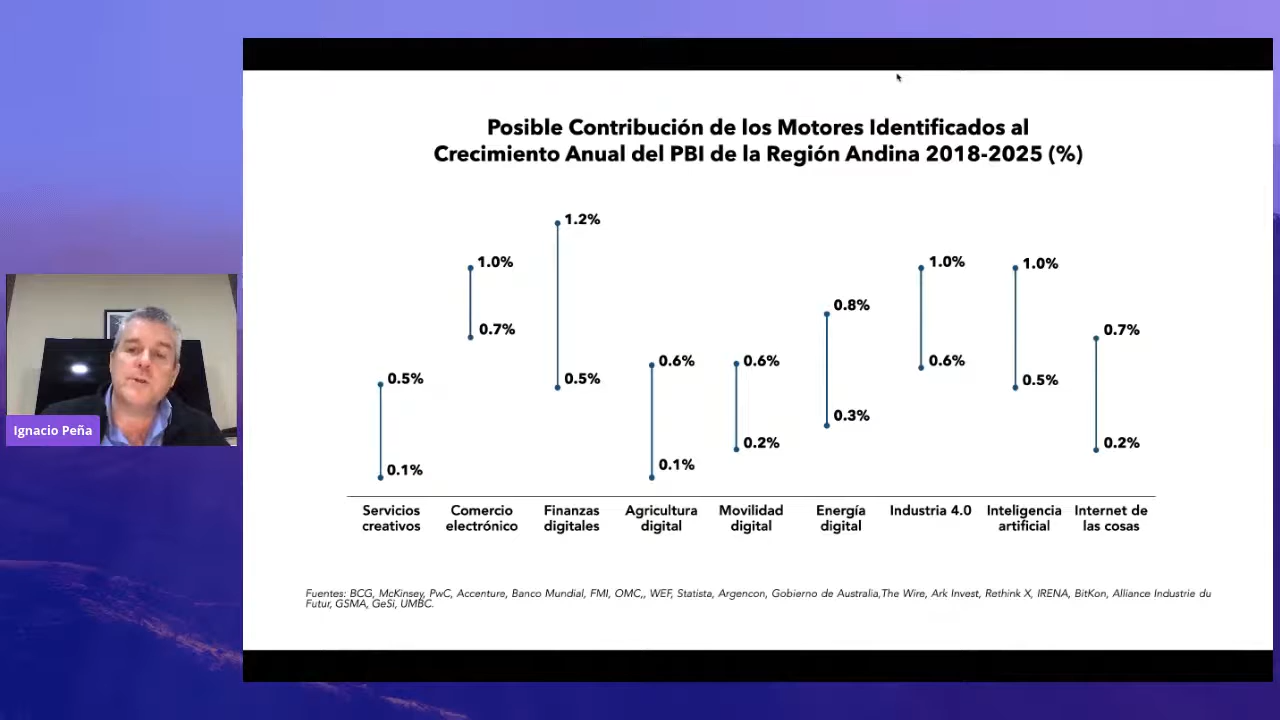 Posible Contribución de los Motores Identificados al
Crecimiento Anual del PBI de la Región Andina 2018-2025 (%)
1.2%
1.0%
1.0%
1.0%
0.8%
0.7%
0.7%
0.6%
0.6%
0.6%
0.5%
0.5%
0.5%
0.3%
0.2%
0.2%
0.1%
0.1%
Servicios creativos
Comercio electrónico
Finanzas digitales
Agricultura digital
Movilidad digital
Energía digital
Industria 4.0
Inteligencia artificial
Internet de las cosas
Fuentes: BCG, McKinsey, PwC, Accenture, Banco Mundial, FMI, OMC,, WEF, Statista, Argencon, Gobierno de Australia,The Wire, Ark Invest, Rethink X, IRENA, BitKon, Alliance Industrie du
Futur, GSMA, GeSi, UMBC.
Ignacio Peña